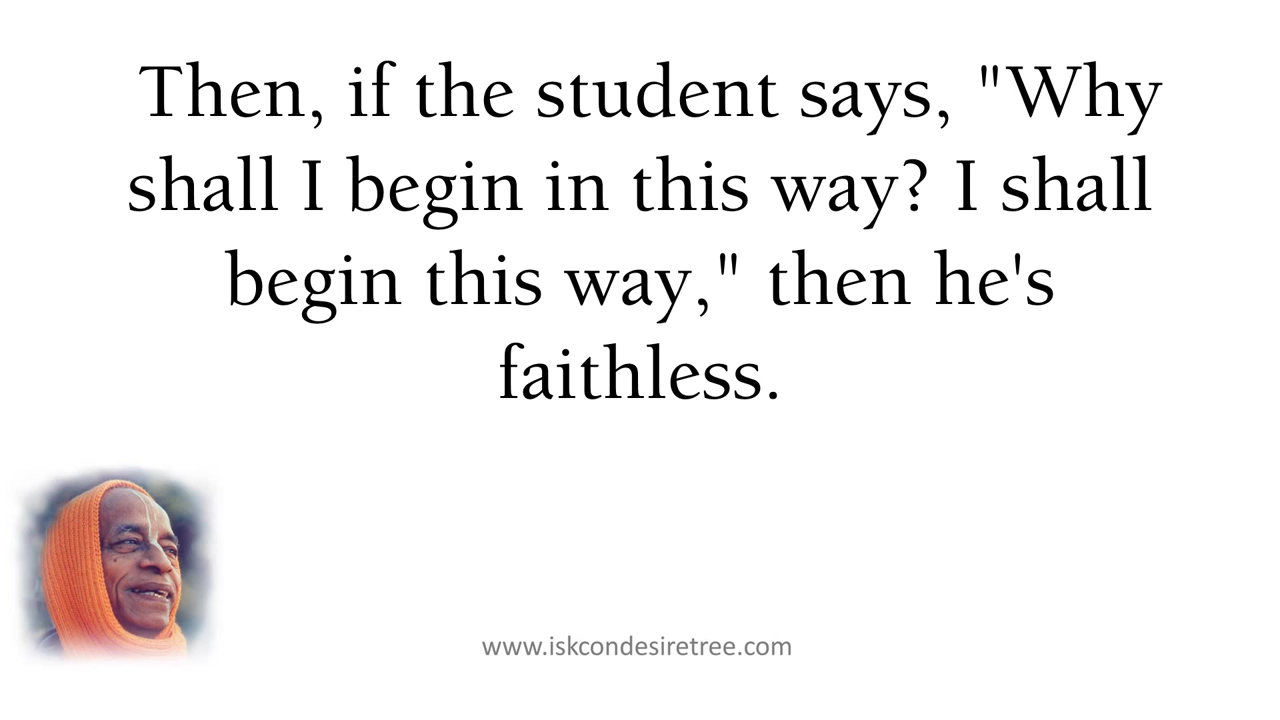 Then, if the student says, "Why
shall I begin in this way? I shall
begin this way," then he's
faithless.
www.iskcondesiretree.com